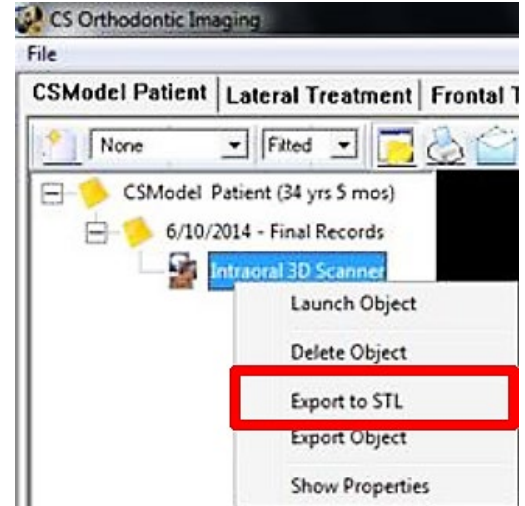 CS Orthodontic Imaging
File
CSModel Patient Lateral Treatment Frontal T
None Fitted
CSModel Patient (34 yrs 5 mos)
6/10/2014 - Final Records
Intraoral 3D Scanner
Launch Object
Delete Object
Export to STL
Export Object
Show Properties